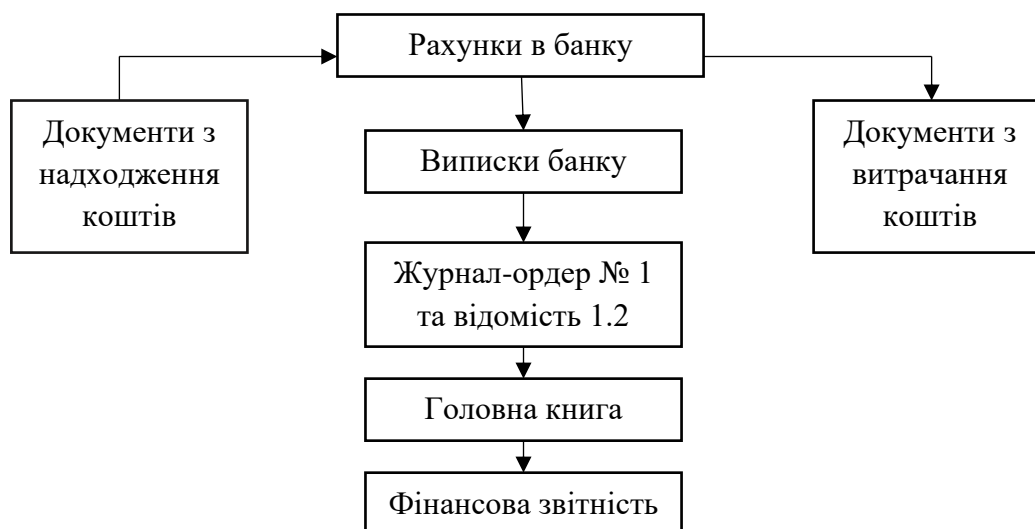 Рахунки в банку
Документи з
надходження
коштів
Документи з
витрачання
коштів
Виписки банку
Журнал-ордер № 1
та відомість 1.2
Головна книга
Фінансова звітність